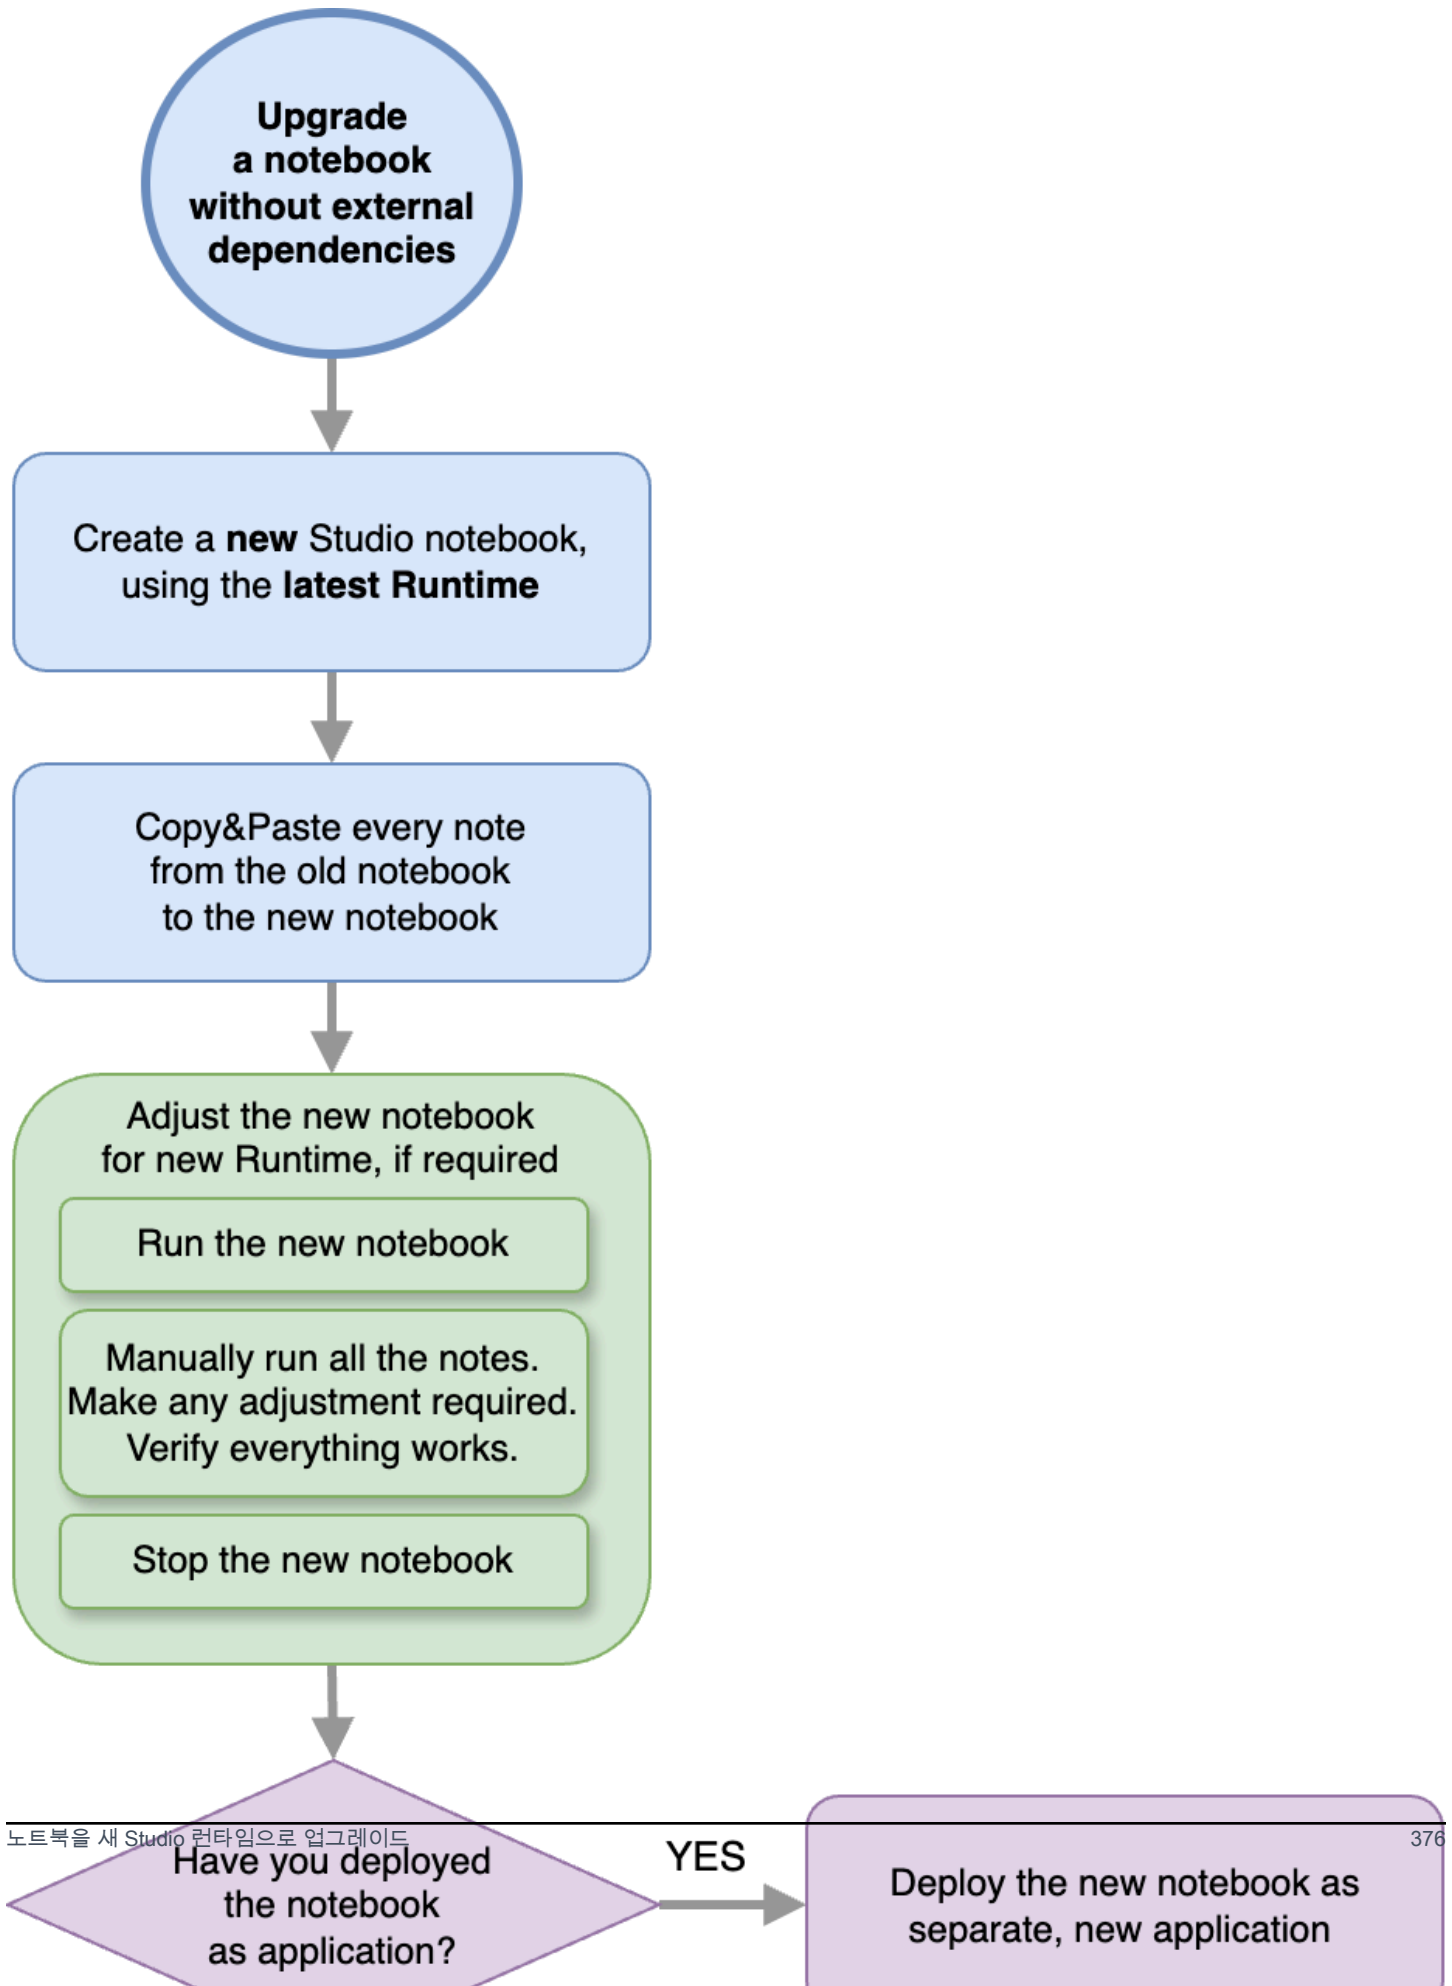 Upgrade
a notebook
without external
dependencies
Create a new Studio notebook,
using the latest Runtime
Copy&Paste every note
from the old notebook
to the new notebook
Adjust the new notebook
for new Runtime, if required
Run the new notebook
Manually run all the notes.
Make any adjustment required.
Verify everything works.
Stop the new notebook
노트북을 새 Studio 런타임으로 업그레이드
376
Have you deployed
the notebook
as application?
YES
Deploy the new notebook as
separate, new application